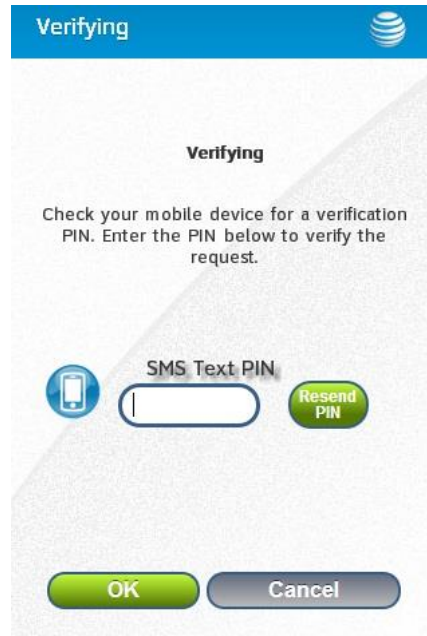 Verifying
Verifying
Check your mobile device for a verification
PIN. Enter the PIN below to verify the
request.
SMS Text PIN
Resend
PIN
OK
Cancel